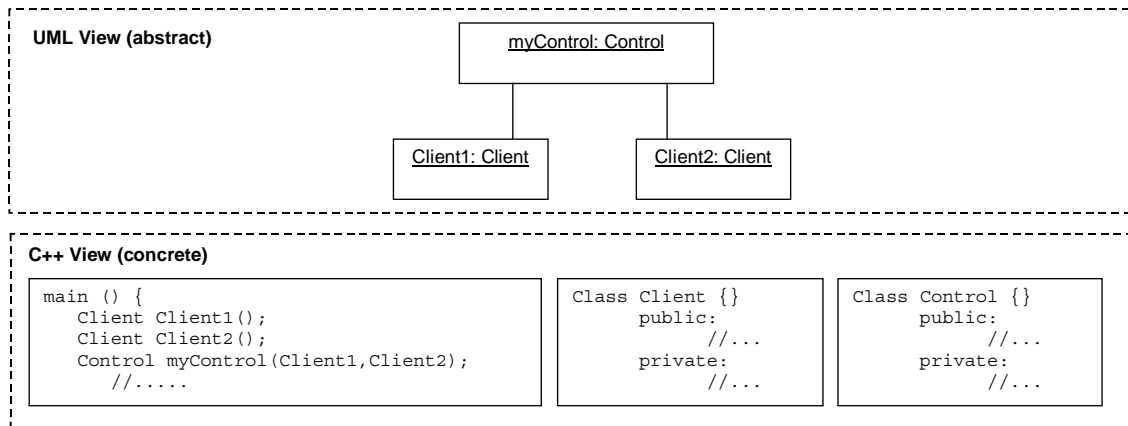 UML View (abstract)
myControl: Control
Client1: Client
Client2: Client
C++ View (concrete)
main () {
Client Client1();
Client Client2();
Control myControl(Client1,Client2);
//.....
Class Client {}
public:
//...
private:
//...
Class Control {}
public:
//...
private:
//...